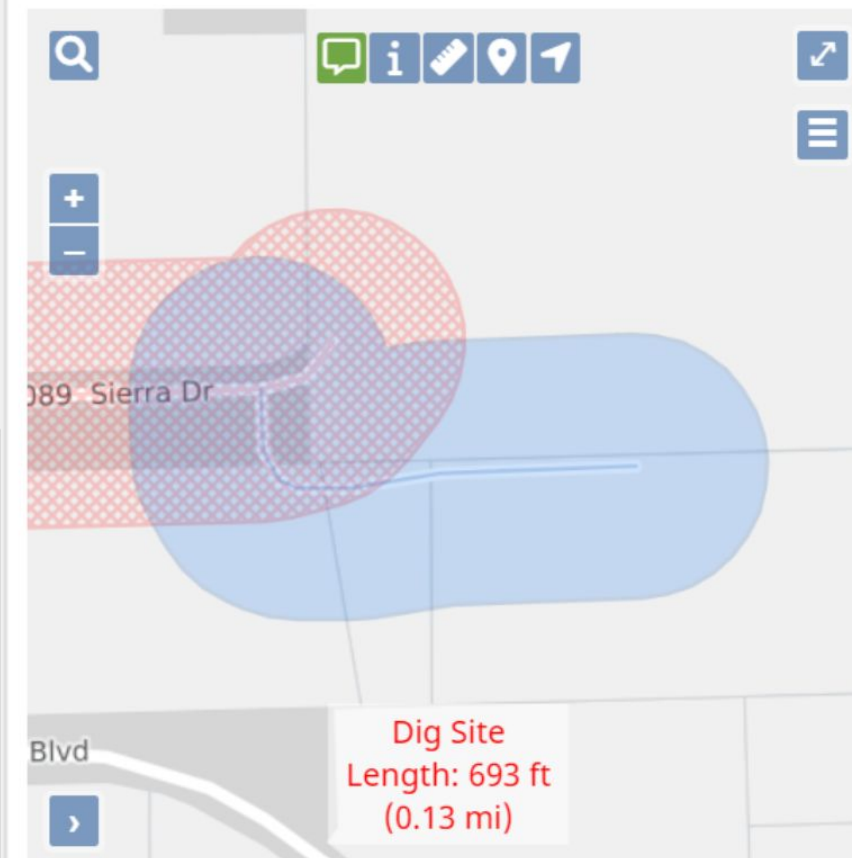 089 Sierra Dr
Blvd
Dig Site
Length: 693 ft
(0.13 mi)